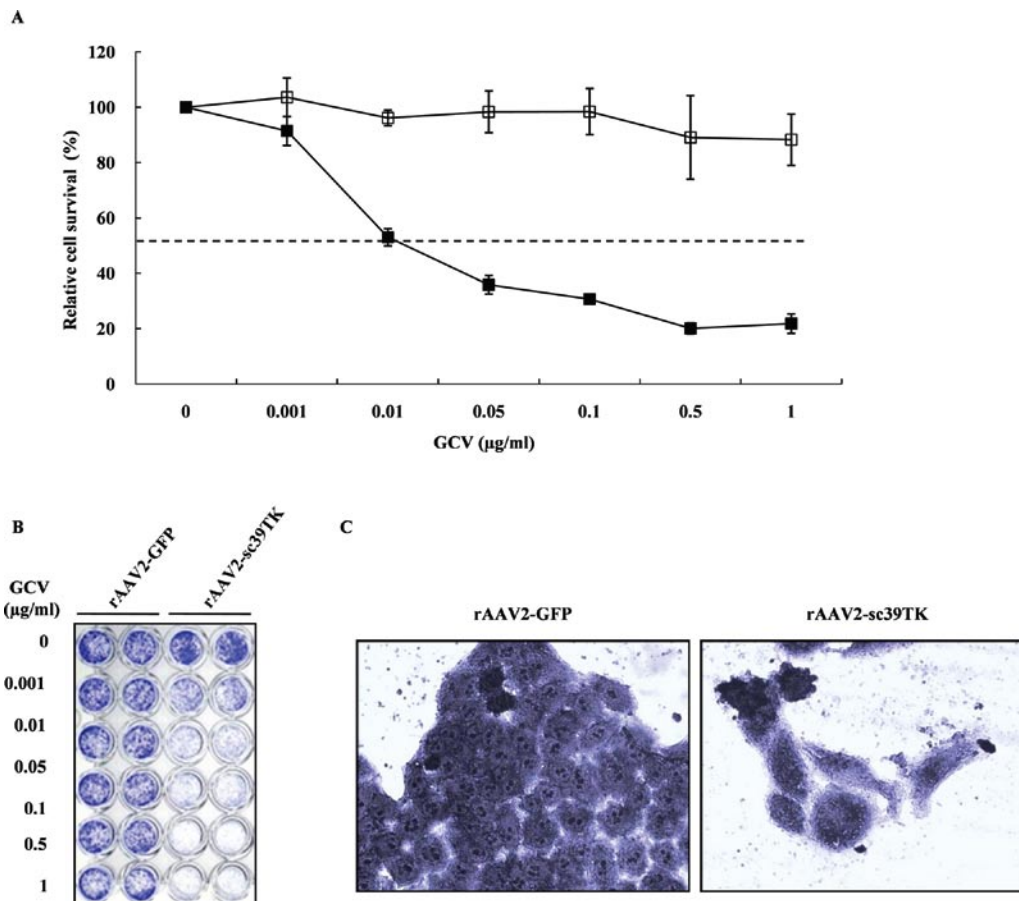 A
120
100
80
60
40
20
0
Relative cell survival (%)
0 0.001 0.01 0.05 0.1 0.5 1
GCV (µg/ml)
B
GCV
(µg/ml)
rAAV2-GFP
rAAV2-sc39TK
0
0.001
0.01
0.05
0.1
0.5
1
C
rAAV2-GFP
rAAV2-sc39TK